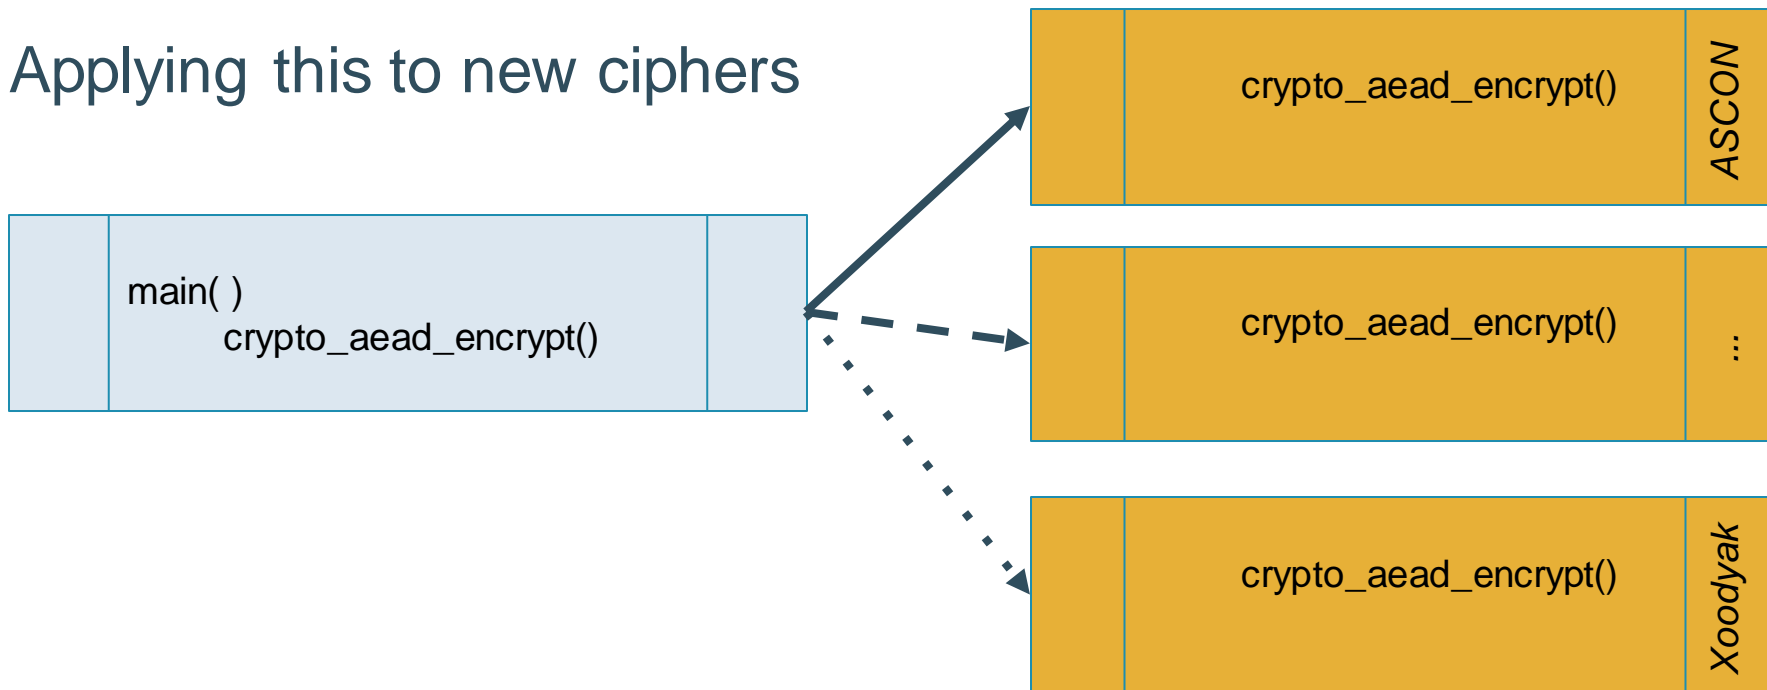 Applying this to new ciphers
main( )
crypto_aead_encrypt()
crypto_aead_encrypt()
ASCON
crypto_aead_encrypt()
...
crypto_aead_encrypt()
Xoodyak